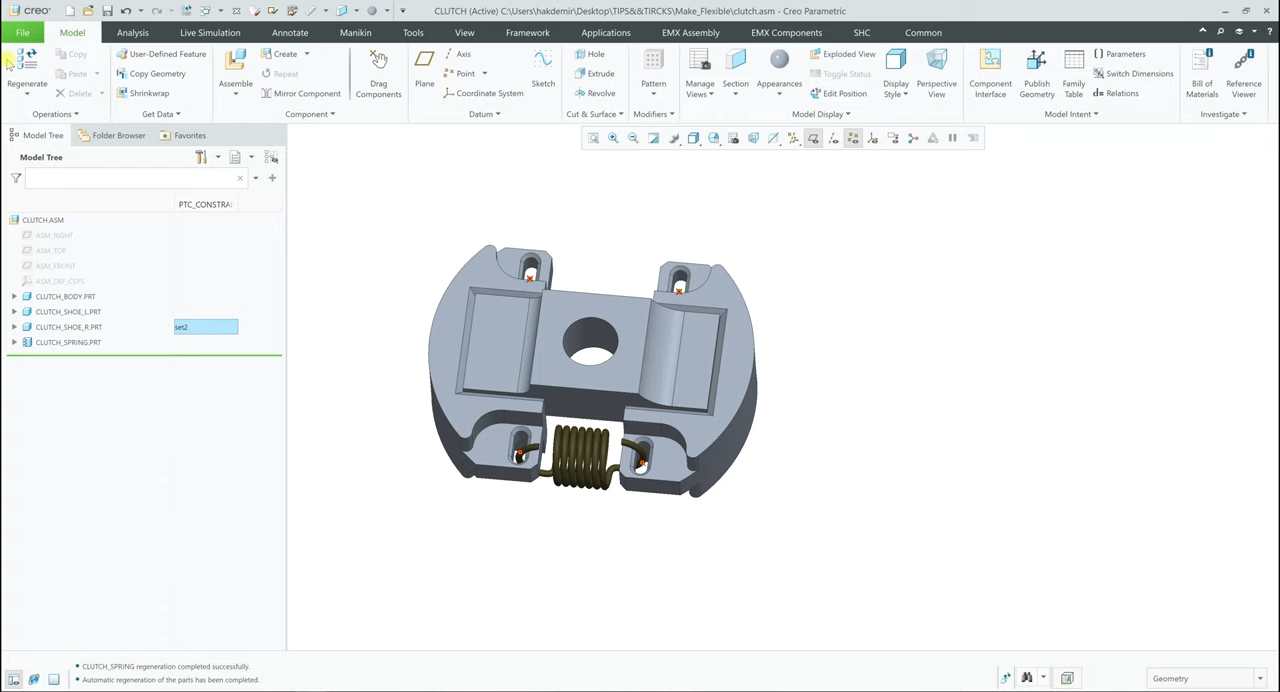 creo
CLUTCH (Active) C:\Users\hakdemir\Desktop\TIPS&&TIRCKS\Make_Flexible\clutch.asm - Creo Parametric
File Model Analysis Live Simulation Annotate Manikin Tools View Framework Applications EMX Assembly EMX Components SHC Common
Regenerate
Copy
Paste
Delete
Operations
User-Defined Feature
Copy Geometry
Shrinkwrap
Get Data
Assemble
Create
Repeat
Mirror Component
Component
Drag Components
Plane
Axis
Point
Coordinate System
Sketch
Datum
Hole
Extrude
Revolve
Cut & Surface
Pattern
Modifiers
Manage Views
Section
Appearances
Exploded View
Toggle Status
Edit Position
Display Style
Perspective View
Model Display
Component Interface
Publish Geometry
Family Table
Parameters
Switch Dimensions
Relations
Model Intent
Bill of Materials
Reference Viewer
Investigate
Model Tree Folder Browser Favorites
Model Tree
PTC_CONSTRAI
CLUTCH.ASM
ASM_RIGHT
ASM_TOP
ASM_FRONT
ASM_DEF_CSYS
CLUTCH_BODY.PRT
CLUTCH_SHOE_L.PRT
CLUTCH_SHOE_R.PRT set2
CLUTCH_SPRING.PRT
CLUTCH_SPRING regeneration completed successfully.
Automatic regeneration of the parts has been completed.
Geometry